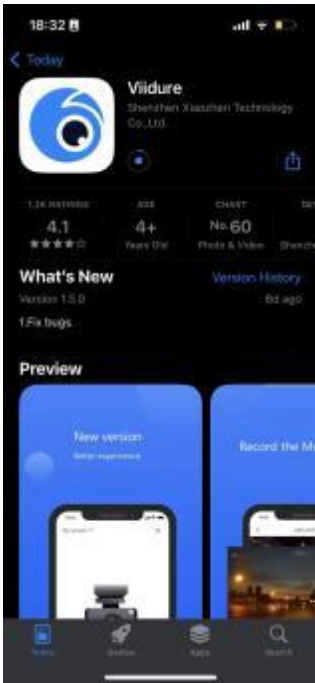 18:32
Today
Viidure
Shenzhen Xiaozhen Technology
Co.,Ltd.
1.2K RATINGS
4.1
AGE
4+
Years Old
CHART
No.60
Photo & Video
What's New
Version History
Version 1.5.0
6d ago
1.Fix bugs.
Preview
New version
Better experience
Record the
Today
Games
Apps
Search